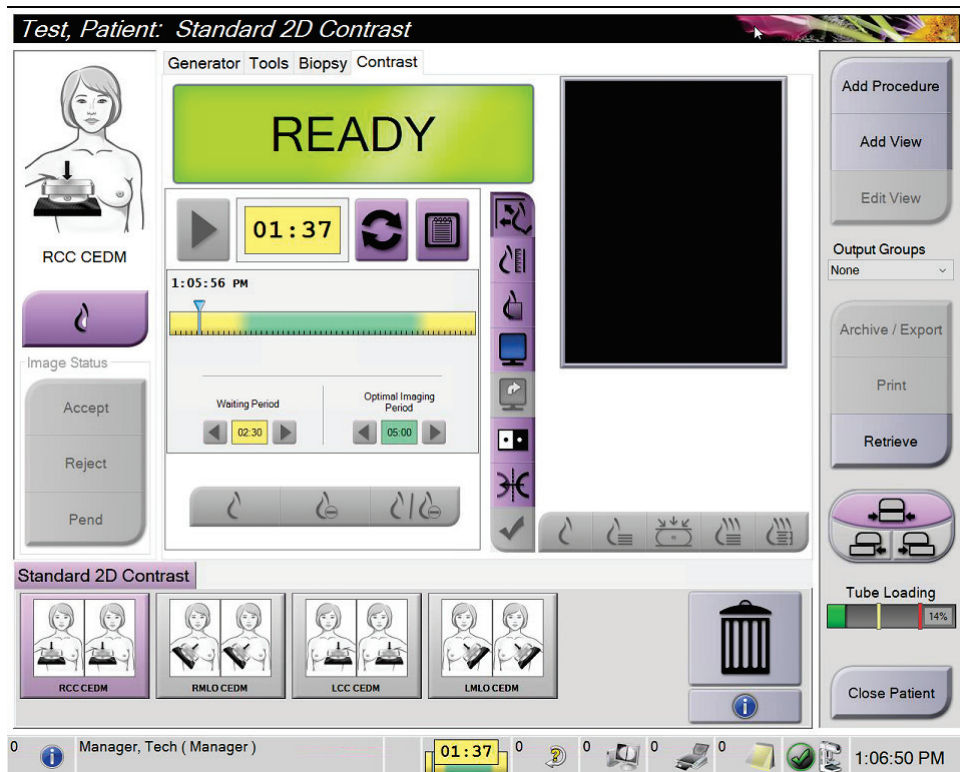 Test, Patient:  Standard 2D Contrast
Generator Tools Biopsy Contrast
READY
RCC CEDM
01:37
1:05:56 PM
Waiting Period
Optimal Imaging
Period
02:30
05:00
Image Status
Accept
Reject
Pend
Add Procedure
Add View
Edit View
Output Groups
None
Archive / Export
Print
Retrieve
Tube Loading
14%
Close Patient
Standard 2D Contrast
RCC CEDM
RMLO CEDM
LCC CEDM
LMLO CEDM
0 Manager, Tech ( Manager ) 01:37 0 0 0 0 1:06:50 PM